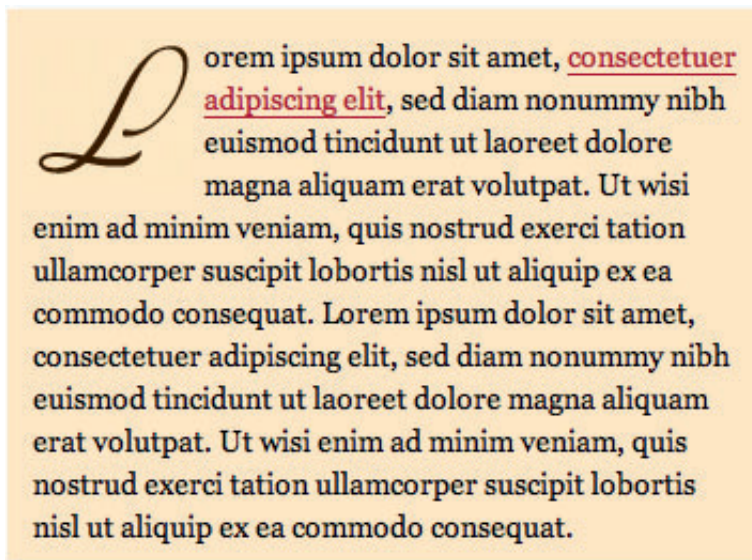 Lorem ipsum dolor sit amet, consectetuer
adipiscing elit, sed diam nonummy nibh
euismod tincidunt ut laoreet dolore
magna aliquam erat volutpat. Ut wisi
enim ad minim veniam, quis nostrud exerci tation
ullamcorper suscipit lobortis nisl ut aliquip ex ea
commodo consequat. Lorem ipsum dolor sit amet,
consectetuer adipiscing elit, sed diam nonummy nibh
euismod tincidunt ut laoreet dolore magna aliquam
erat volutpat. Ut wisi enim ad minim veniam, quis
nostrud exerci tation ullamcorper suscipit lobortis
nisl ut aliquip ex ea commodo consequat.